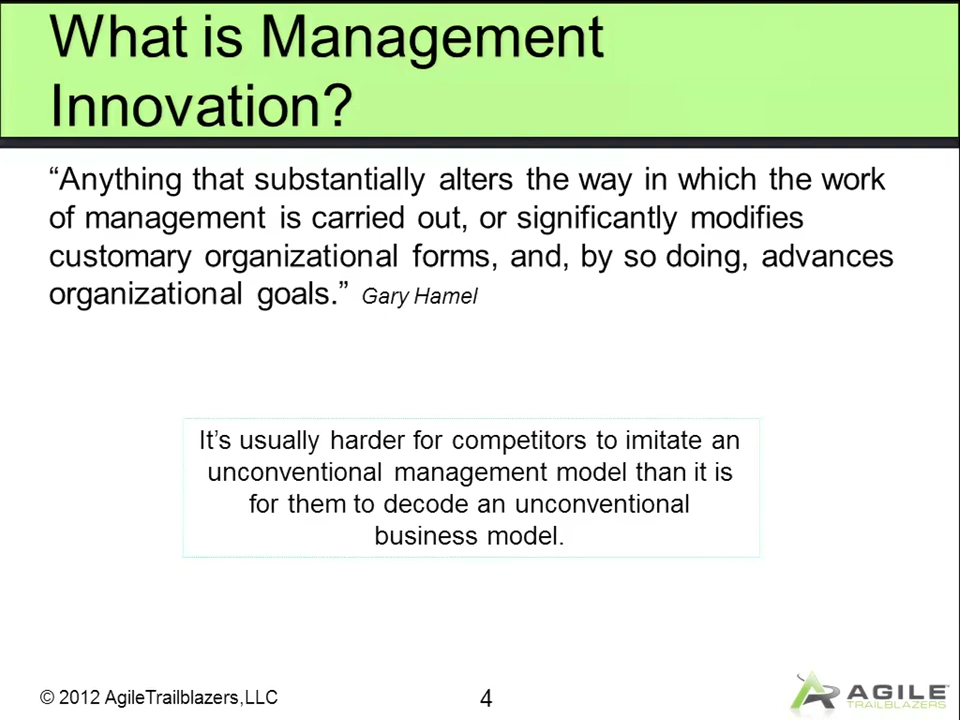 What is Management
Innovation?
“Anything that substantially alters the way in which the work
of management is carried out, or significantly modifies
customary organizational forms, and, by so doing, advances
organizational goals.” Gary Hamel
It’s usually harder for competitors to imitate an
unconventional management model than it is
for them to decode an unconventional
business model.
© 2012 AgileTrailblazers,LLC
4
AGILE
TRAILBLAZERS